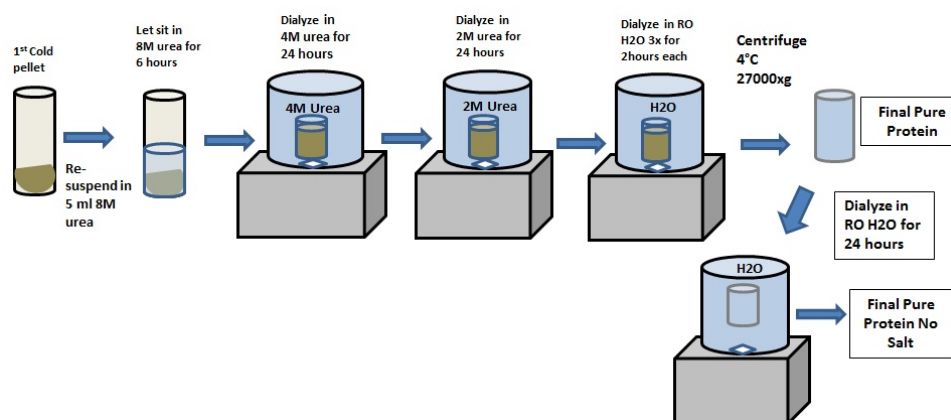 1st Cold
pellet
Re-
suspend in
5 ml 8M
urea
Let sit in
8M urea for
6 hours
Dialyze in
4M urea for
24 hours
4M Urea
Dialyze in
2M urea for
24 hours
2M Urea
Dialyze in RO
H2O 3x for
2hours each
H2O
Centrifuge
4°C
27000xg
Final Pure
Protein
Dialyze in
RO H2O for
24 hours
H2O
Final Pure
Protein No
Salt